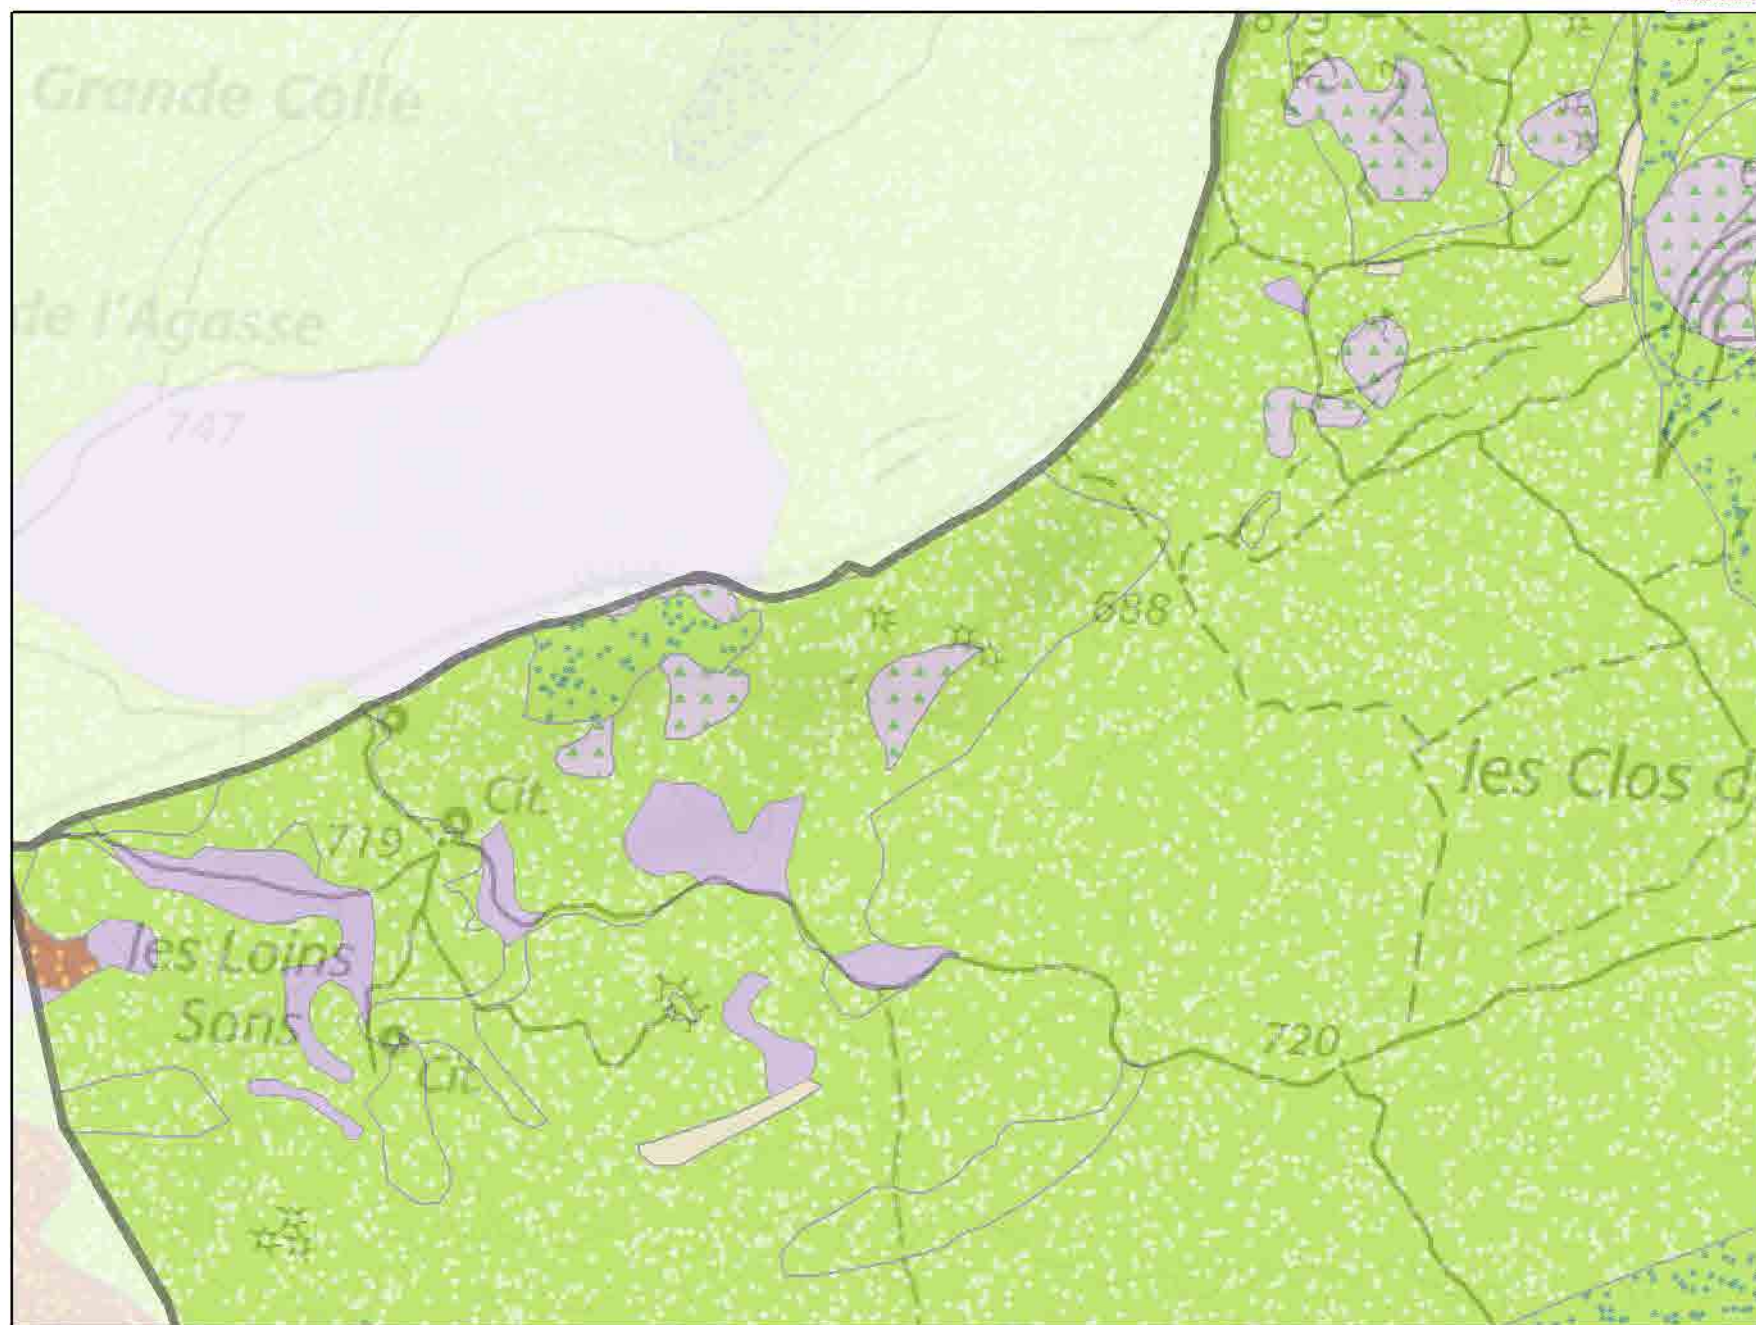 Grande Colle
de l'Agasse
747
688
les Clos d
Cit.
719
les Loins
Sons
720
Cit